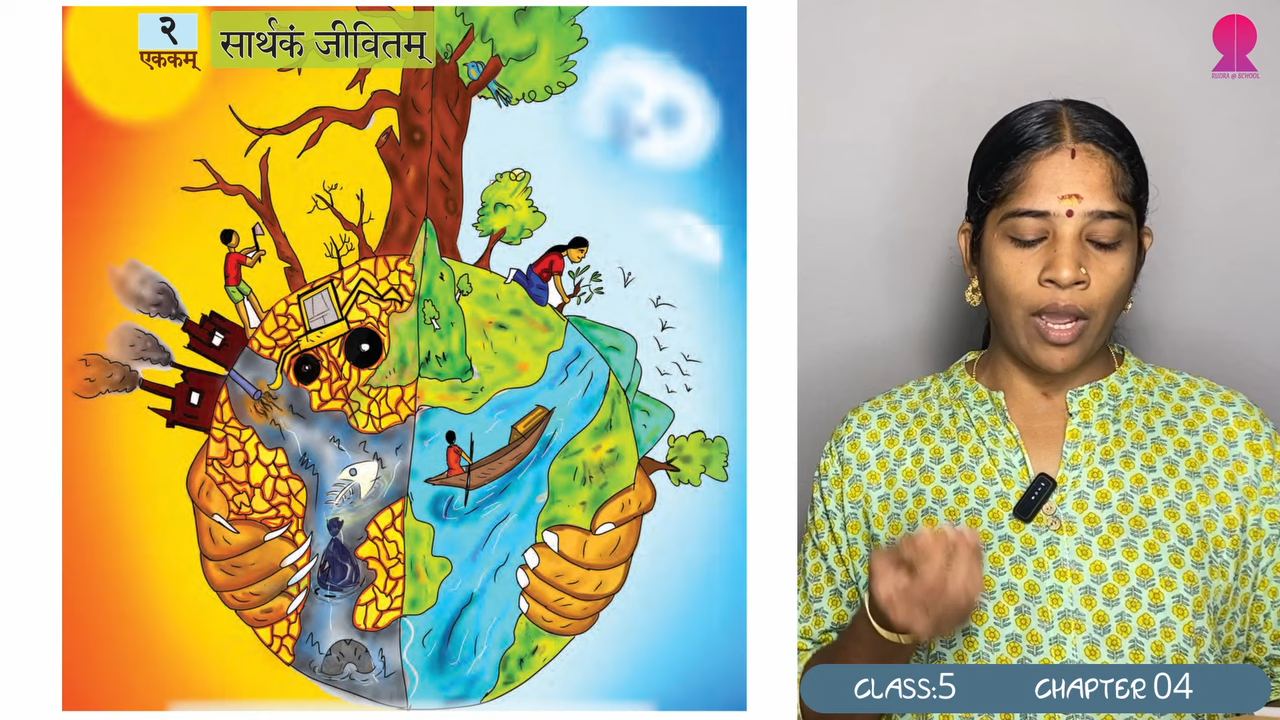 २
एककम्
सार्थकं जीवितम्
RUDRA @ SCHOOL
CLASS:5
CHAPTER 04